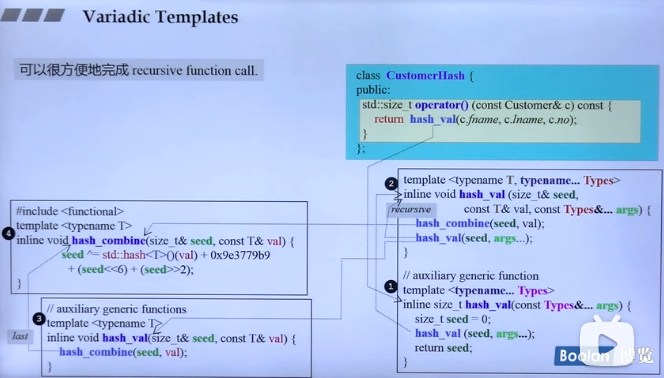 Variadic Templates
可以很方便地完成 recursive function call.
class CustomerHash {
public:
std::size_t operator() (const Customer& c) const {
return hash_val(c.fname, c.lname, c.no);
}
};
2
template <typename T, typename... Types>
inline void hash_val (size_t& seed,
const T& val, const Types&... args) {
recursive
hash_combine(seed, val);
hash_val(seed, args...);
}
1
// auxiliary generic function
template <typename... Types>
inline size_t hash_val(const Types&... args) {
size_t seed = 0;
hash_val (seed, args...);
return seed;
}
4
#include <functional>
template <typename T>
inline void hash_combine(size_t& seed, const T& val) {
seed ^= std::hash<T>()(val) + 0x9e3779b9
+ (seed<<6) + (seed>>2);
}
3
// auxiliary generic functions
template <typename T>
inline void hash_val(size_t& seed, const T& val) {
hash_combine(seed, val);
}
last
Boolan 博览